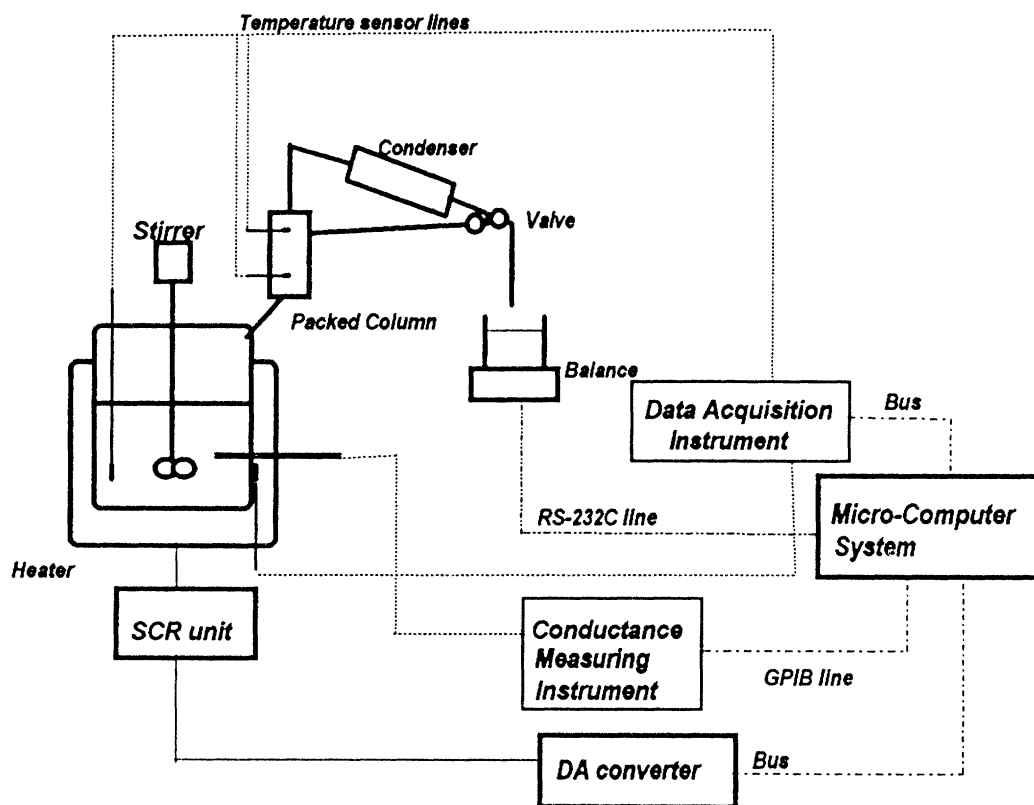 Temperature sensor lines
Condenser
Stirrer
Valve
Packed Column
Balance
Data Acquisition
Instrument
Bus
RS-232C line
Micro-Computer
System
Heater
SCR unit
Conductance
Measuring
Instrument
GPIB line
DA converter
Bus